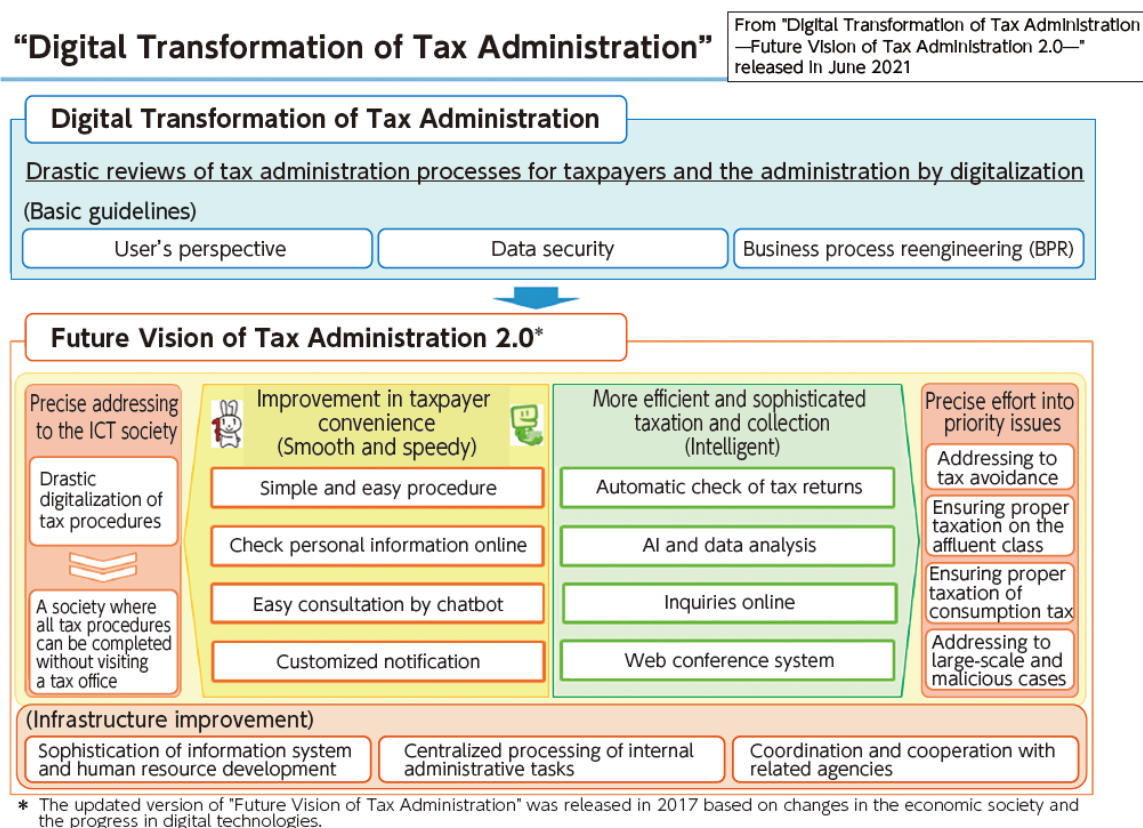 “Digital Transformation of Tax Administration”
From "Digital Transformation of Tax Administration
—Future Vision of Tax Administration 2.0—"
released in June 2021
Digital Transformation of Tax Administration
Drastic reviews of tax administration processes for taxpayers and the administration by digitalization
(Basic guidelines)
User’s perspective
Data security
Business process reengineering (BPR)
Future Vision of Tax Administration 2.0*
Precise addressing
to the ICT society
Drastic
digitalization of
tax procedures
A society where
all tax procedures
can be completed
without visiting
a tax office
Improvement in taxpayer
convenience
(Smooth and speedy)
Simple and easy procedure
Check personal information online
Easy consultation by chatbot
Customized notification
More efficient and sophisticated
taxation and collection
(Intelligent)
Automatic check of tax returns
AI and data analysis
Inquiries online
Web conference system
Precise effort into
priority issues
Addressing to
tax avoidance
Ensuring proper
taxation on the
affluent class
Ensuring proper
taxation of
consumption tax
Addressing to
large-scale and
malicious cases
(Infrastructure improvement)
Sophistication of information system
and human resource development
Centralized processing of internal
administrative tasks
Coordination and cooperation with
related agencies
* The updated version of "Future Vision of Tax Administration" was released in 2017 based on changes in the economic society and
the progress in digital technologies.